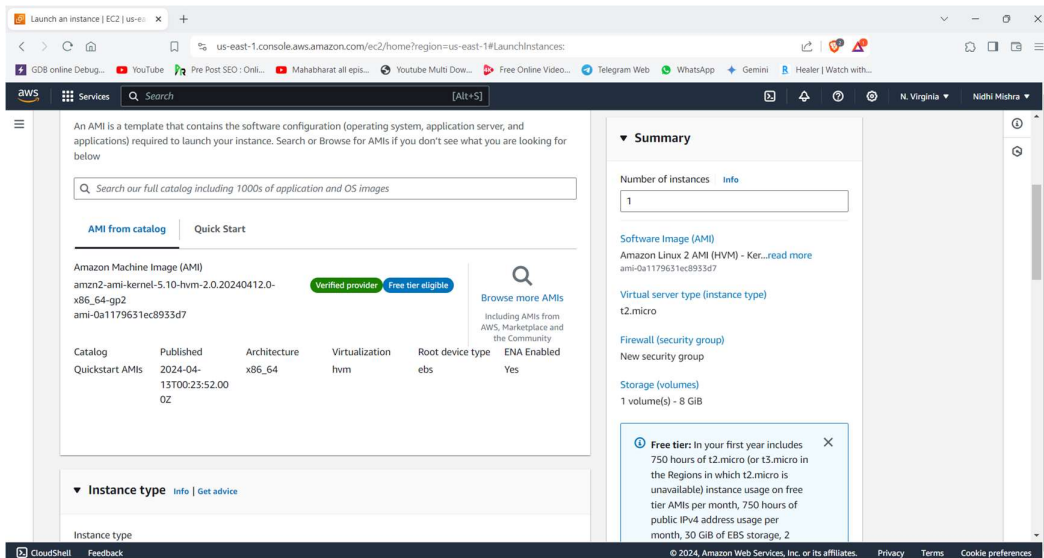 Launch an instance | EC2 | us-ea
us-east-1.console.aws.amazon.com/ec2/home?region=us-east-1#LaunchInstances:
GDB online Debug... YouTube Pre Post SEO : Onli... Mahabharat all epis... Youtube Multi Dow... Free Online Video... Telegram Web WhatsApp Gemini Healer | Watch with...
aws Services Search [Alt+S] N. Virginia Nidhi Mishra
An AMI is a template that contains the software configuration (operating system, application server, and
applications) required to launch your instance. Search or Browse for AMIs if you don't see what you are looking for
below
Search our full catalog including 1000s of application and OS images
AMI from catalog Quick Start
Amazon Machine Image (AMI)
amzn2-ami-kernel-5.10-hvm-2.0.20240412.0-
x86_64-gp2
ami-0a1179631ec8933d7
Verified provider Free tier eligible
Browse more AMIs
Including AMIs from
AWS, Marketplace and
the Community
Catalog Published Architecture Virtualization Root device type ENA Enabled
Quickstart AMIs 2024-04- x86_64 hvm ebs Yes
13T00:23:52.00
0Z
Instance type Info | Get advice
Instance type
Summary
Number of instances Info
1
Software Image (AMI)
Amazon Linux 2 AMI (HVM) - Ker...read more
ami-0a1179631ec8933d7
Virtual server type (instance type)
t2.micro
Firewall (security group)
New security group
Storage (volumes)
1 volume(s) - 8 GiB
Free tier: In your first year includes
750 hours of t2.micro (or t3.micro in
the Regions in which t2.micro is
unavailable) instance usage on free
tier AMIs per month, 750 hours of
public IPv4 address usage per
month, 30 GiB of EBS storage, 2
CloudShell Feedback © 2024, Amazon Web Services, Inc. or its affiliates. Privacy Terms Cookie preferences